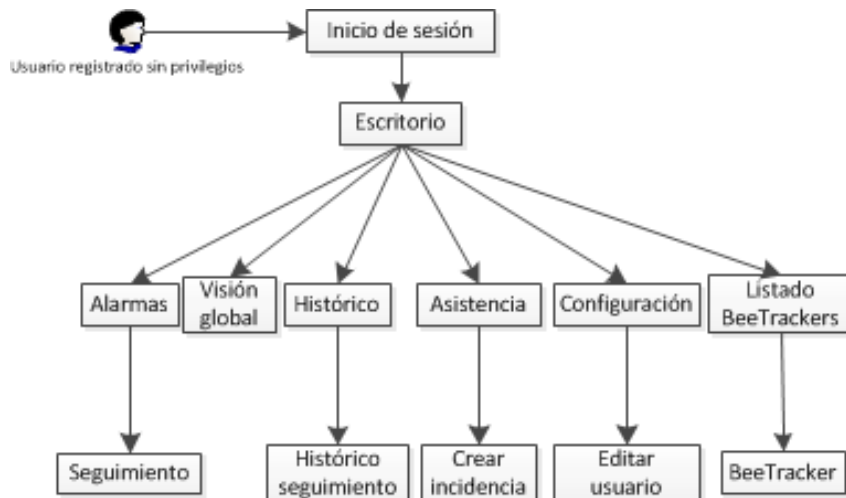 Inicio de sesión
Usuario registrado sin privilegios
Escritorio
Alarmas
Visión
global
Histórico
Asistencia
Configuración
Listado
BeeTrackers
Seguimiento
Histórico
seguimiento
Crear
incidencia
Editar
usuario
BeeTracker